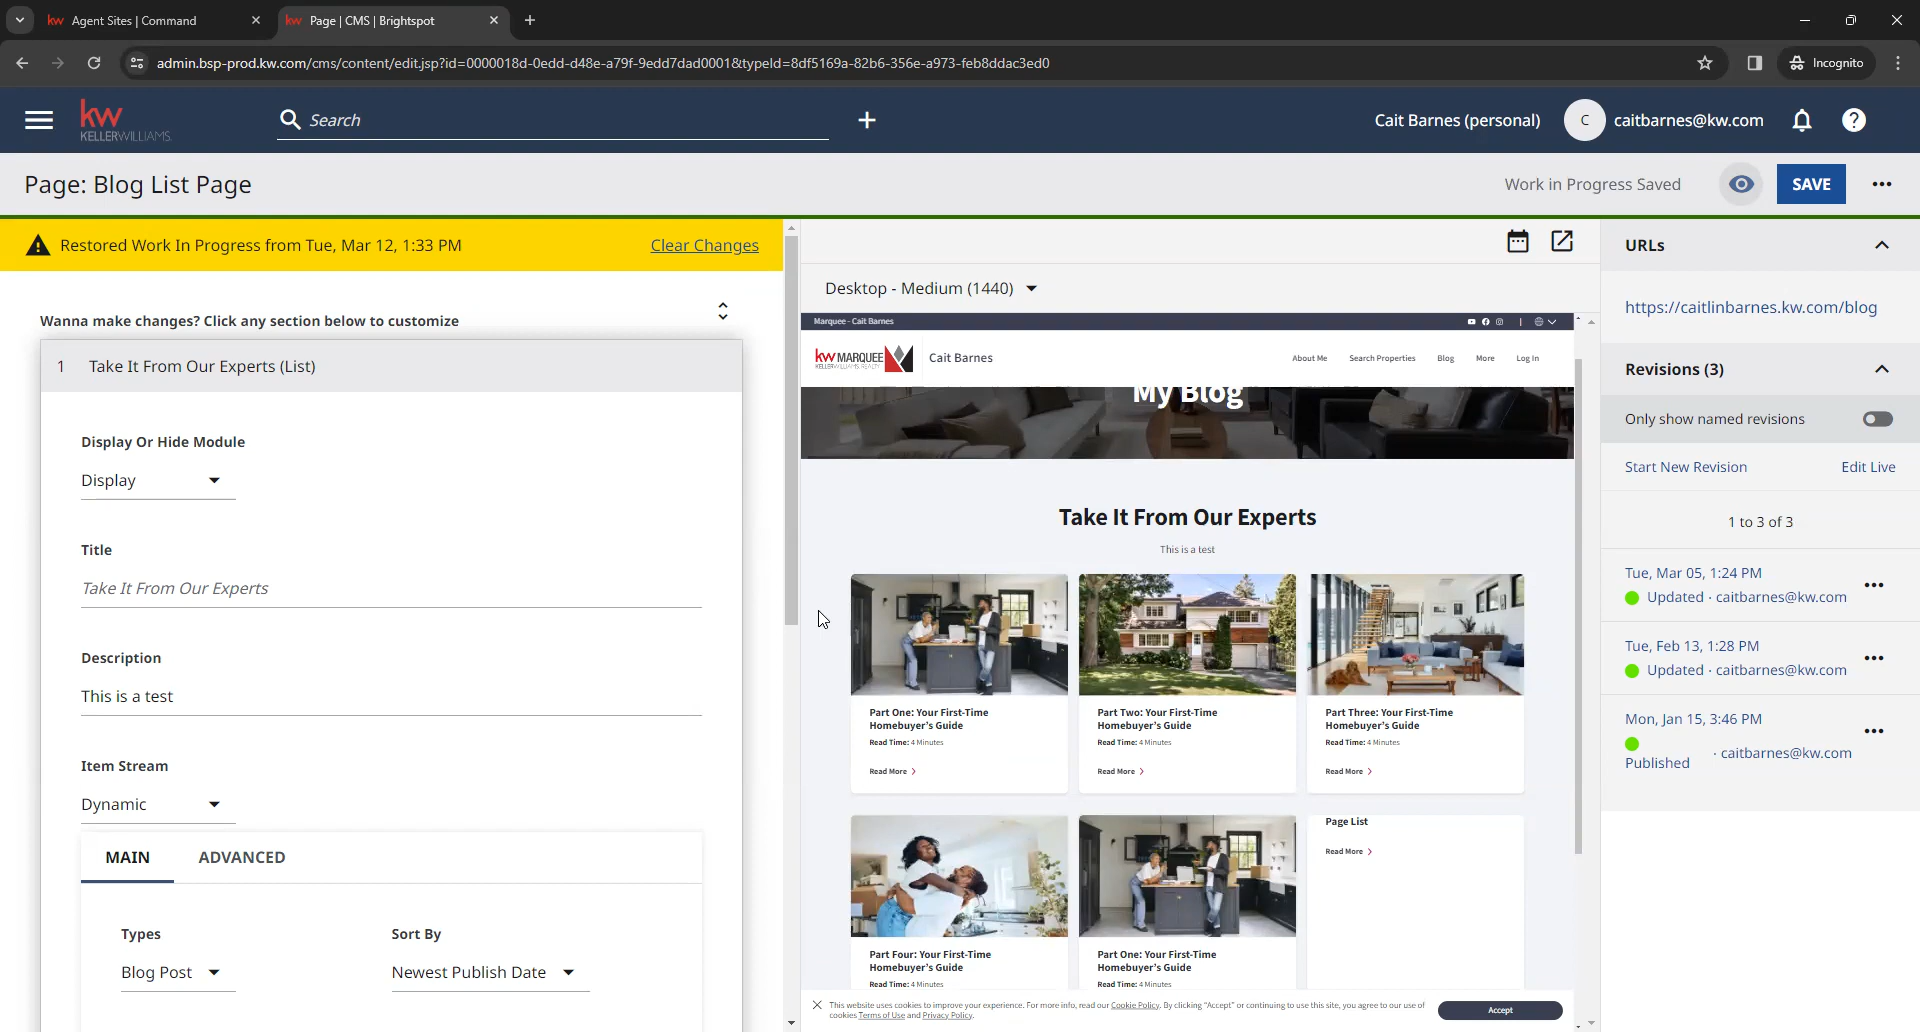 kw Agent Sites | Command
kw Page | CMS | Brightspot
admin.bsp-prod.kw.com/cms/content/edit.jsp?id=0000018d-0edd-d48e-a79f-9edd7dad0001&typeId=8df5169a-82b6-356e-a973-feb8ddac3ed0
Incognito
kw
KELLERWILLIAMS.
Search
Cait Barnes (personal)
C
caitbarnes@kw.com
Page: Blog List Page
Work in Progress Saved
SAVE
Restored Work In Progress from Tue, Mar 12, 1:33 PM
Clear Changes
Wanna make changes? Click any section below to customize
1 Take It From Our Experts (List)
Display Or Hide Module
Display
Title
Take It From Our Experts
Description
This is a test
Item Stream
Dynamic
MAIN
ADVANCED
Types
Sort By
Blog Post
Newest Publish Date
Desktop - Medium (1440)
Marquee - Cait Barnes
kw MARQUEE
KELLERWILLIAMS. REALTY
Cait Barnes
About Me
Search Properties
Blog
More
Log In
My Blog
Take It From Our Experts
This is a test
Part One: Your First-Time
Homebuyer's Guide
Read Time: 4 Minutes
Read More
Part Two: Your First-Time
Homebuyer's Guide
Read Time: 4 Minutes
Read More
Part Three: Your First-Time
Homebuyer's Guide
Read Time: 4 Minutes
Read More
Part Four: Your First-Time
Homebuyer's Guide
Read Time: 4 Minutes
Part One: Your First-Time
Homebuyer's Guide
Read Time: 4 Minutes
Page List
Read More
This website uses cookies to improve your experience. For more info, read our Cookie Policy. By clicking "Accept" or continuing to use this site, you agree to our use of
cookies Terms of Use and Privacy Policy.
Accept
URLs
https://caitlinbarnes.kw.com/blog
Revisions (3)
Only show named revisions
Start New Revision
Edit Live
1 to 3 of 3
Tue, Mar 05, 1:24 PM
Updated · caitbarnes@kw.com
Tue, Feb 13, 1:28 PM
Updated · caitbarnes@kw.com
Mon, Jan 15, 3:46 PM
Published · caitbarnes@kw.com